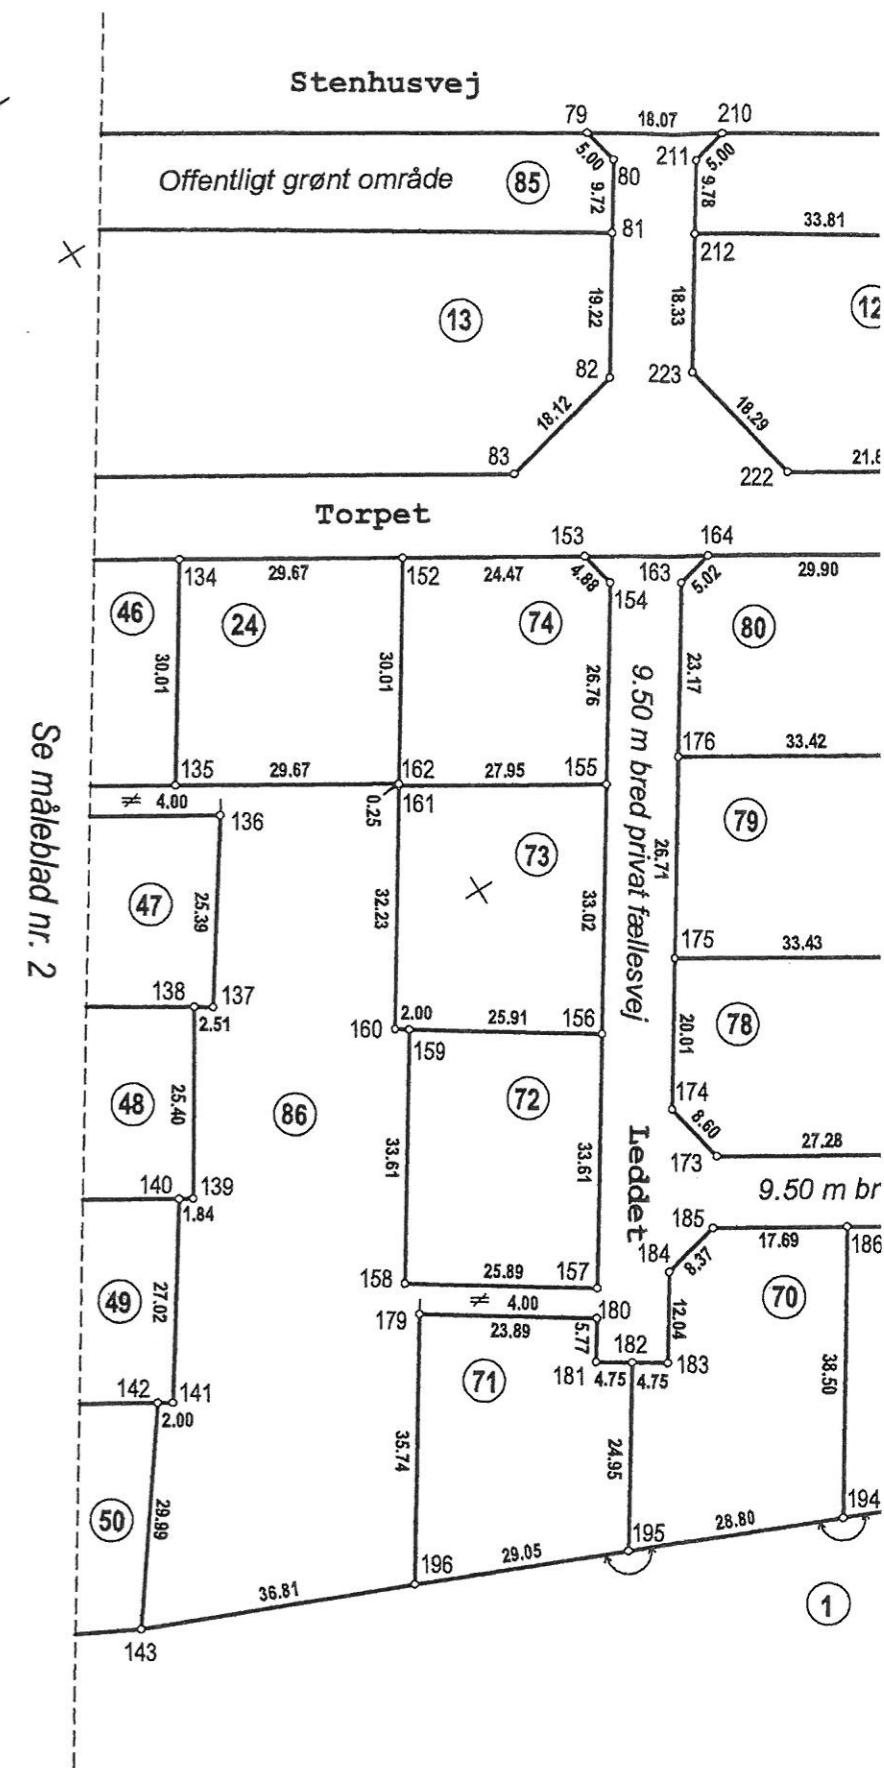 Stenhusvej
79 18.07 210
5.00 80 211 5.00
Offentligt grønt område 85
9.72 9.78
81 212 33.81
13 19.22 18.33 12
82 223
18.12 18.29
83 222
Torpet
134 29.67 152 24.47 153 164 29.90
4.88 154 163 5.02
46 24 74 80
30.01 30.01 26.76 23.17
9.50 m bred privat fællesvej
176 33.42
135 29.67 162 27.95 155
≠ 4.00 136 0.25 161
73 79
47 25.39 32.23 33.02 26.71
Se måleblad nr. 2
175 33.43
138 137 2.51
160 2.00 159 25.91 156
78 20.01
48 25.40 86 72
174 8.60
33.61 33.61 Leddet
173 27.28
140 139 1.84
9.50 m br
185 17.69 186
184 8.37
158 25.89 157
49 27.02 70
179 ≠ 4.00 180
23.89 5.77 12.04
71 181 182 183
4.75 4.75
38.50
142 141 2.00
35.74 24.95
50 29.99
194
28.80
195
29.05
196
36.81
1
143